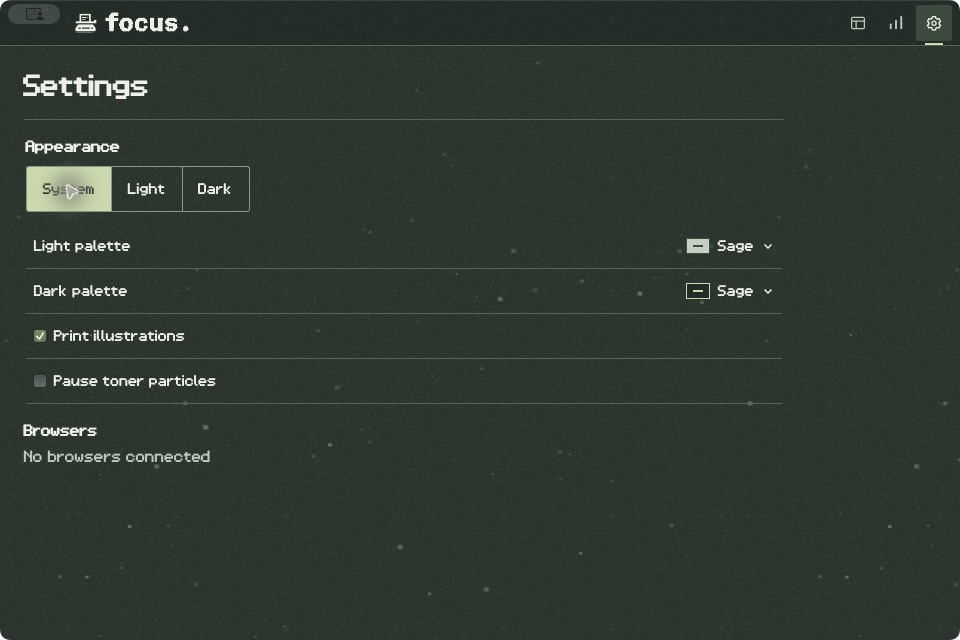 focus.
Settings
Appearance
System Light Dark
Light palette Sage
Dark palette Sage
Print illustrations
Pause toner particles
Browsers
No browsers connected